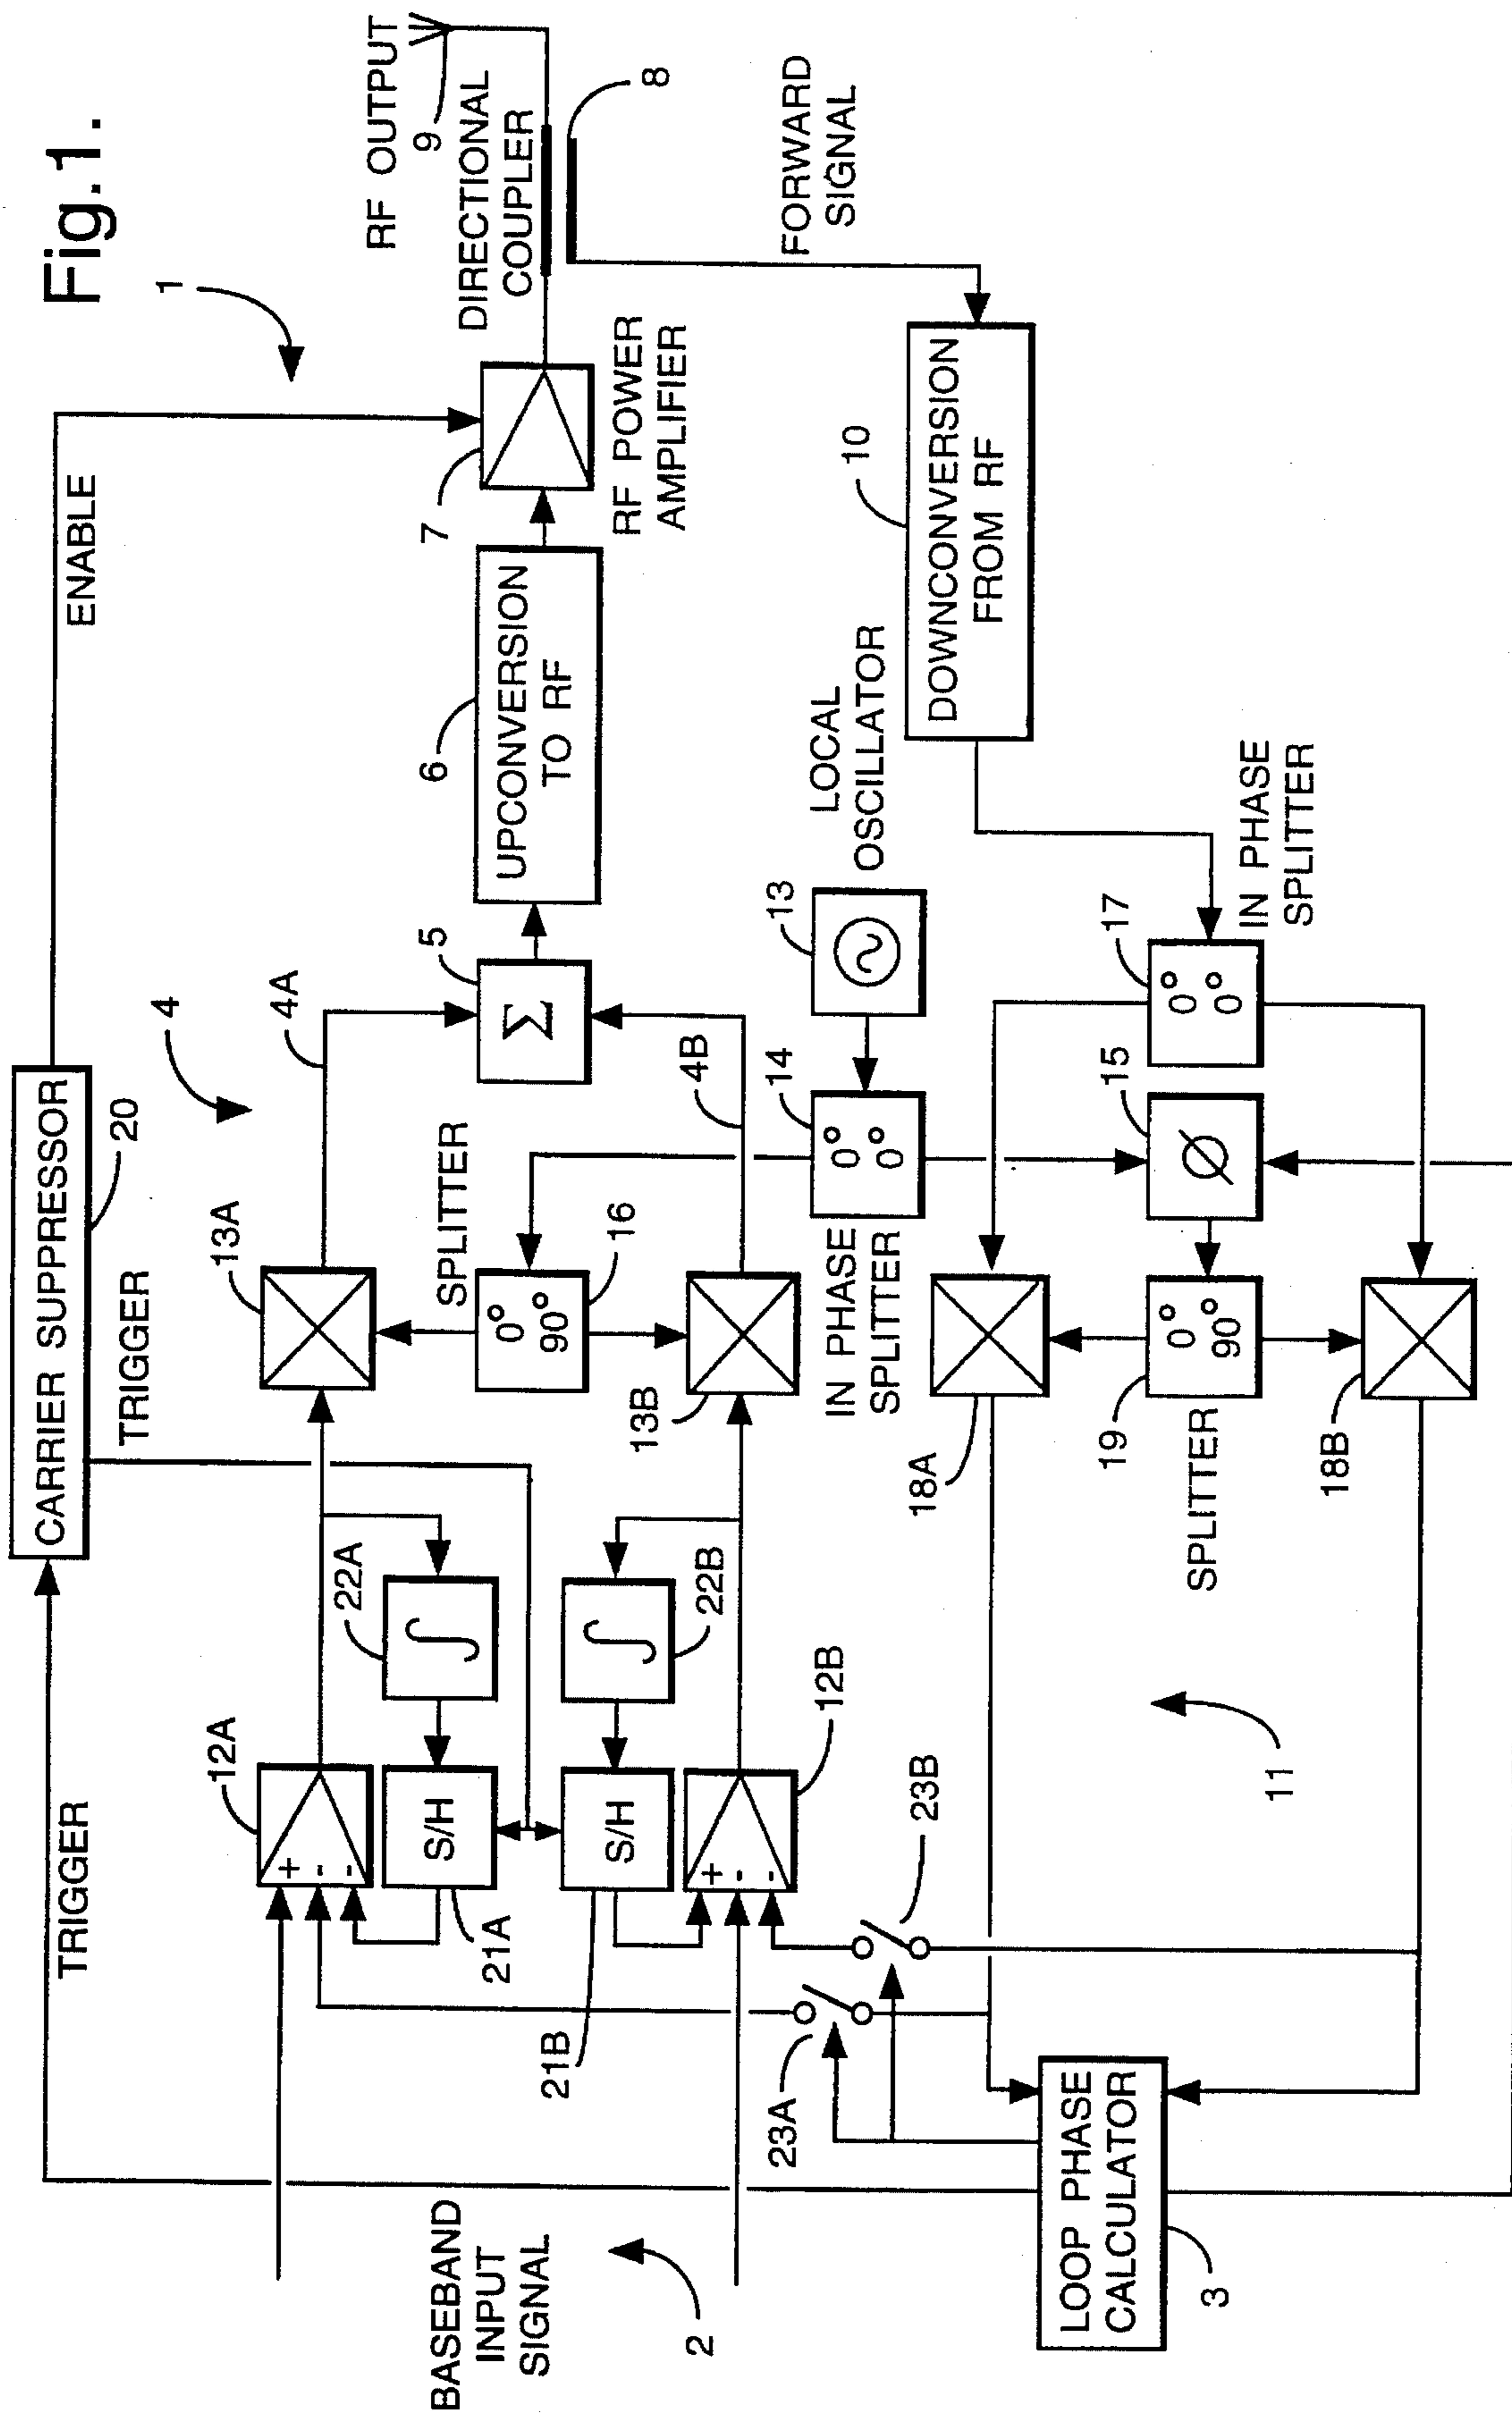 Fig.1.
1
RF OUTPUT
9
DIRECTIONAL
COUPLER
8
FORWARD
SIGNAL
ENABLE
7
RF POWER
AMPLIFIER
6
UPCONVERSION
TO RF
10
DOWNCONVERSION
FROM RF
LOCAL
OSCILLATOR
13
5
Σ
4
4A
4B
CARRIER SUPPRESSOR
20
TRIGGER
TRIGGER
13A
SPLITTER
0°
90°
16
13B
14
0°
0°
IN PHASE
SPLITTER
15
Ø
17
0°
0°
IN PHASE
SPLITTER
18A
19
0°
90°
SPLITTER
18B
22A
∫
22B
∫
12A
+
-
-
S/H
21A
S/H
21B
12B
+
-
-
23B
23A
11
BASEBAND
INPUT
SIGNAL
2
LOOP PHASE
CALCULATOR
3